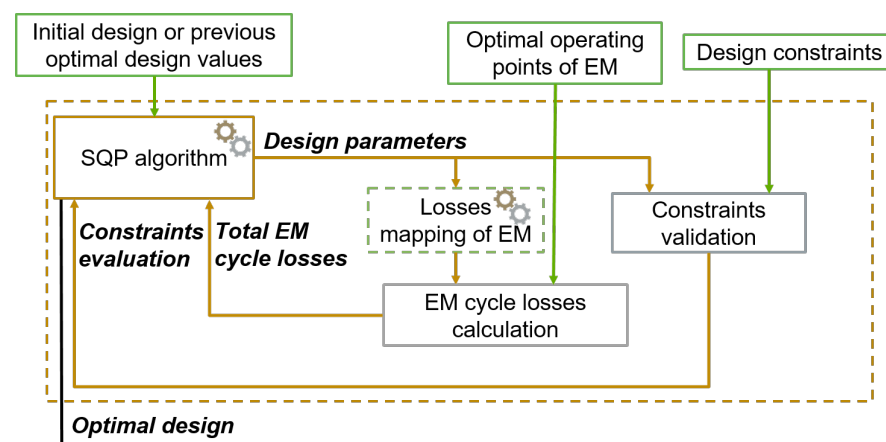 Initial design or previous
optimal design values
Optimal operating
points of EM
Design constraints
SQP algorithm
Design parameters
Losses
mapping of EM
Constraints
validation
Constraints
evaluation
Total EM
cycle losses
EM cycle losses
calculation
Optimal design